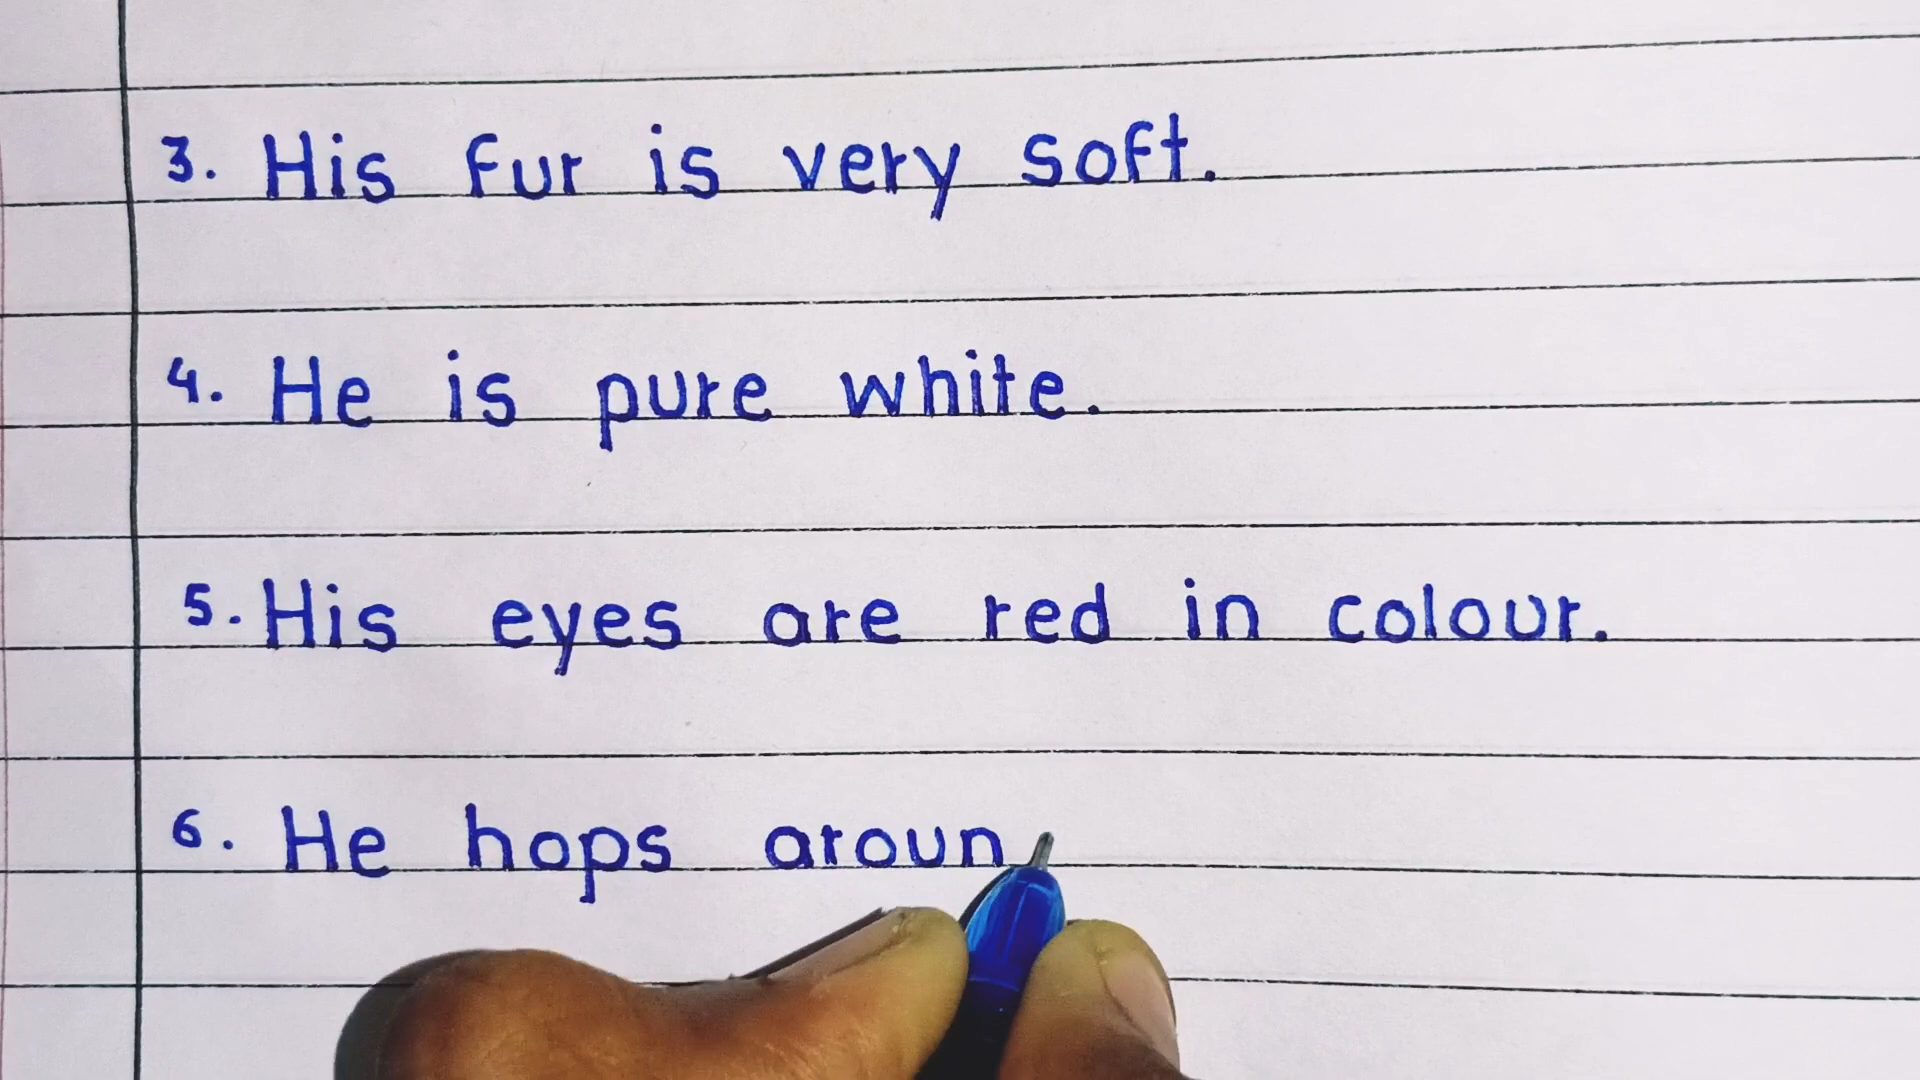 3. His fur is very soft.
4. He is pure white.
5. His eyes are red in colour.
6. He hops aroun